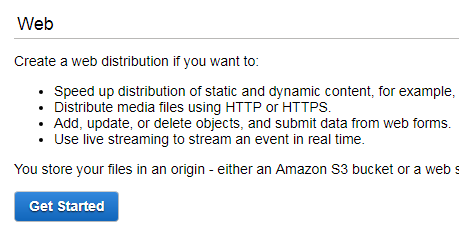 Web
Create a web distribution if you want to:
• Speed up distribution of static and dynamic content, for example,
• Distribute media files using HTTP or HTTPS.
• Add, update, or delete objects, and submit data from web forms.
• Use live streaming to stream an event in real time.
You store your files in an origin - either an Amazon S3 bucket or a web s
Get Started